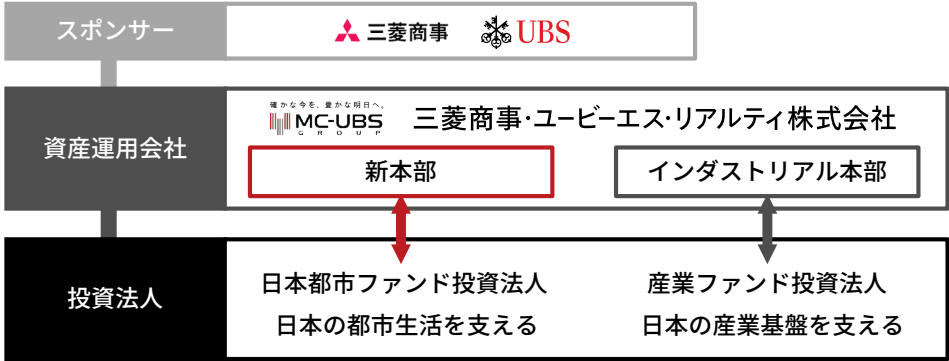 スポンサー
三菱商事 UBS
資産運用会社
確かな今を、豊かな明日へ。
MC-UBS
GROUP
三菱商事・ユービーエス・リアルティ株式会社
新本部
インダストリアル本部
投資法人
日本都市ファンド投資法人
日本の都市生活を支える
産業ファンド投資法人
日本の産業基盤を支える